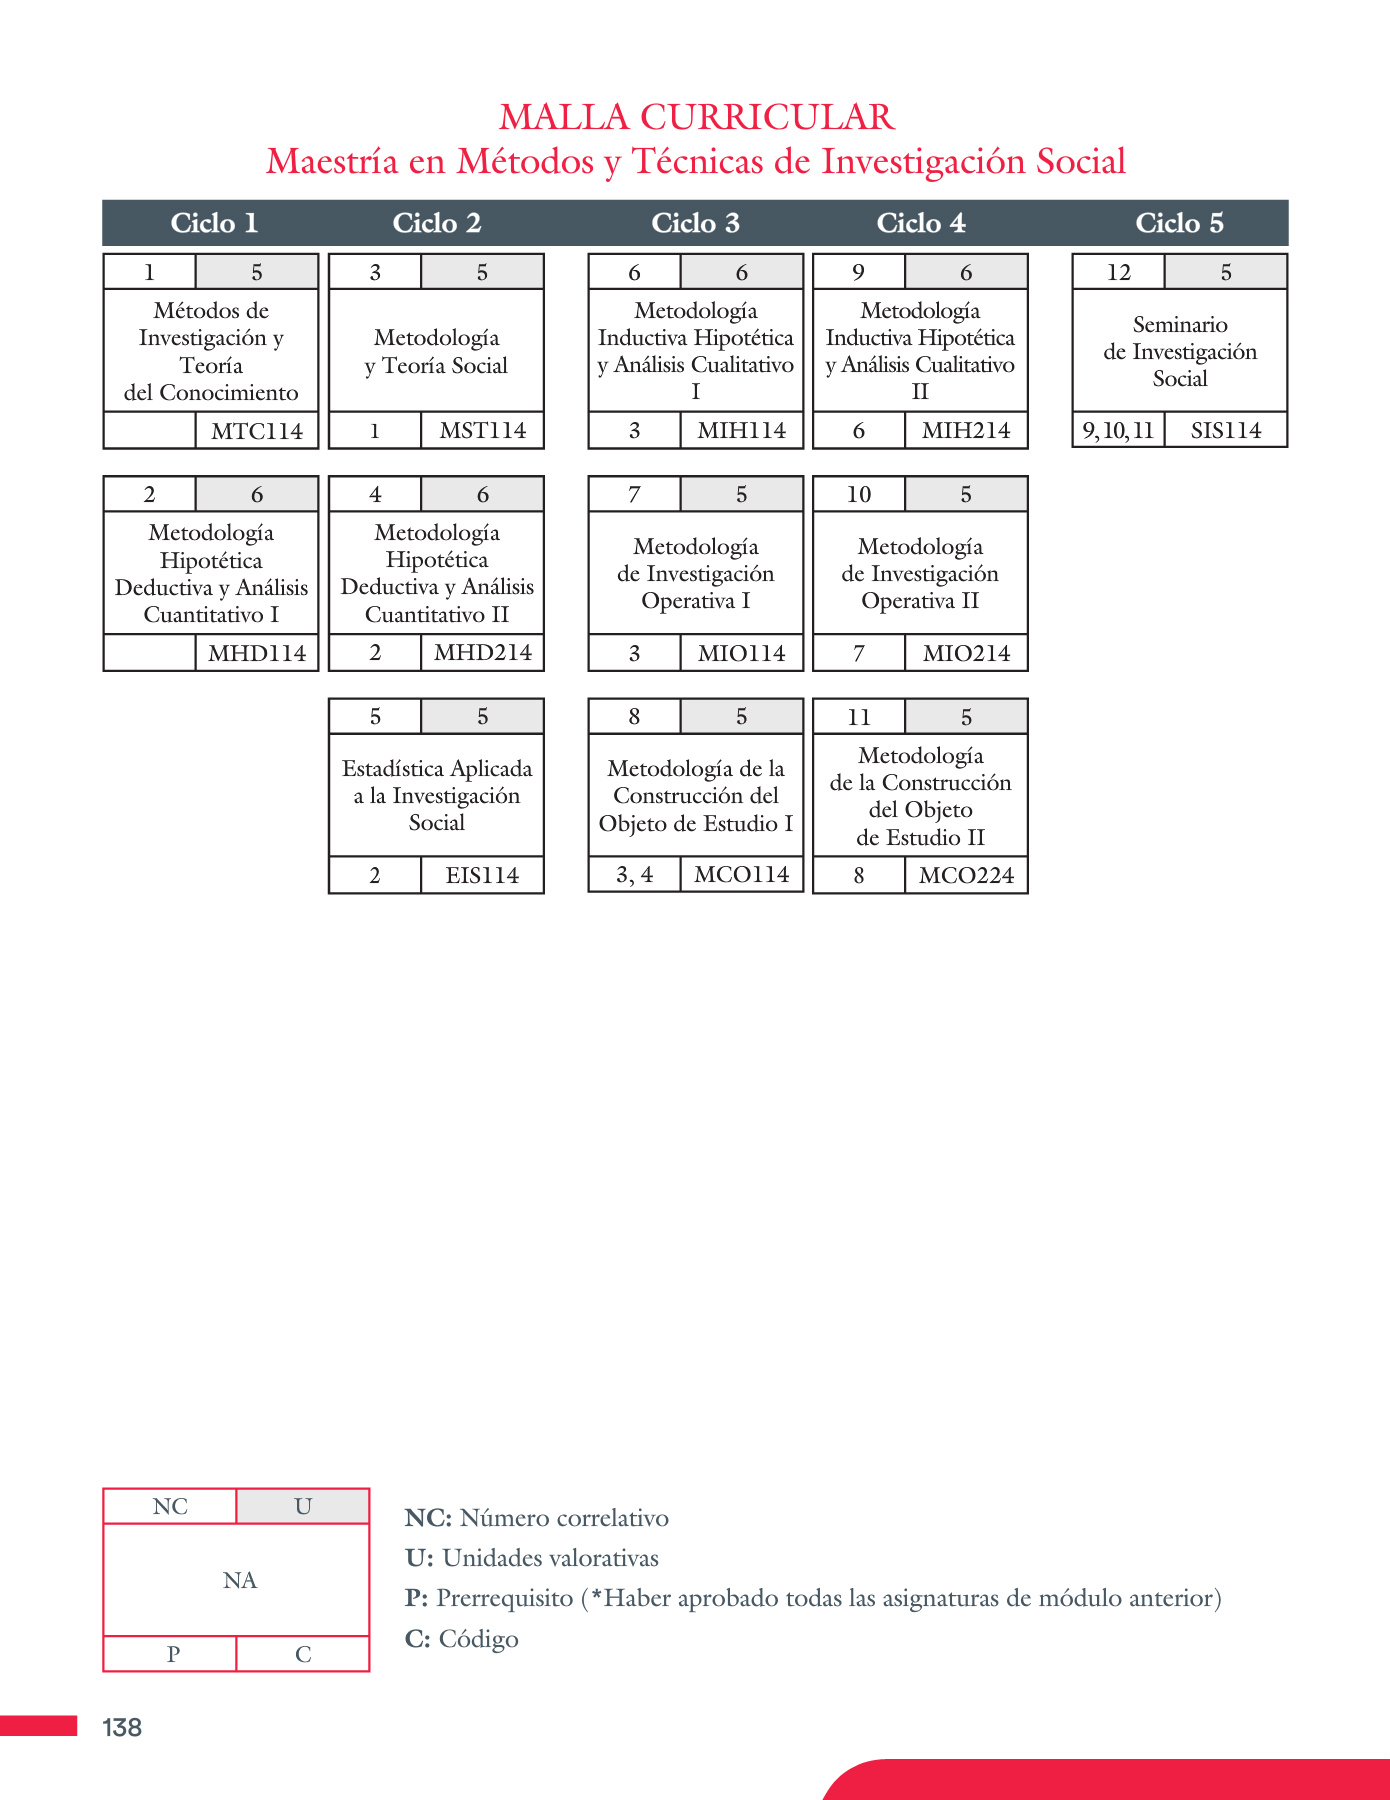 MALLA CURRICULAR
Maestría en Métodos y Técnicas de Investigación Social
Ciclo 1
Ciclo 2
Ciclo 3
Ciclo 4
Ciclo 5
1 5
Métodos de
Investigación y
Teoría
del Conocimiento
MTC114
3 5
Metodología
y Teoría Social
1 MST114
6 6
Metodología
Inductiva Hipotética
y Análisis Cualitativo
I
3 MIH114
9 6
Metodología
Inductiva Hipotética
y Análisis Cualitativo
II
6 MIH214
12 5
Seminario
de Investigación
Social
9, 10, 11 SIS114
2 6
Metodología
Hipotética
Deductiva y Análisis
Cuantitativo I
MHD114
4 6
Metodología
Hipotética
Deductiva y Análisis
Cuantitativo II
2 MHD214
7 5
Metodología
de Investigación
Operativa I
3 MIO114
10 5
Metodología
de Investigación
Operativa II
7 MIO214
5 5
Estadística Aplicada
a la Investigación
Social
2 EIS114
8 5
Metodología de la
Construcción del
Objeto de Estudio I
3, 4 MCO114
11 5
Metodología
de la Construcción
del Objeto
de Estudio II
8 MCO224
NC U
NA
P C
NC: Número correlativo
U: Unidades valorativas
P: Prerrequisito (*Haber aprobado todas las asignaturas de módulo anterior)
C: Código
138